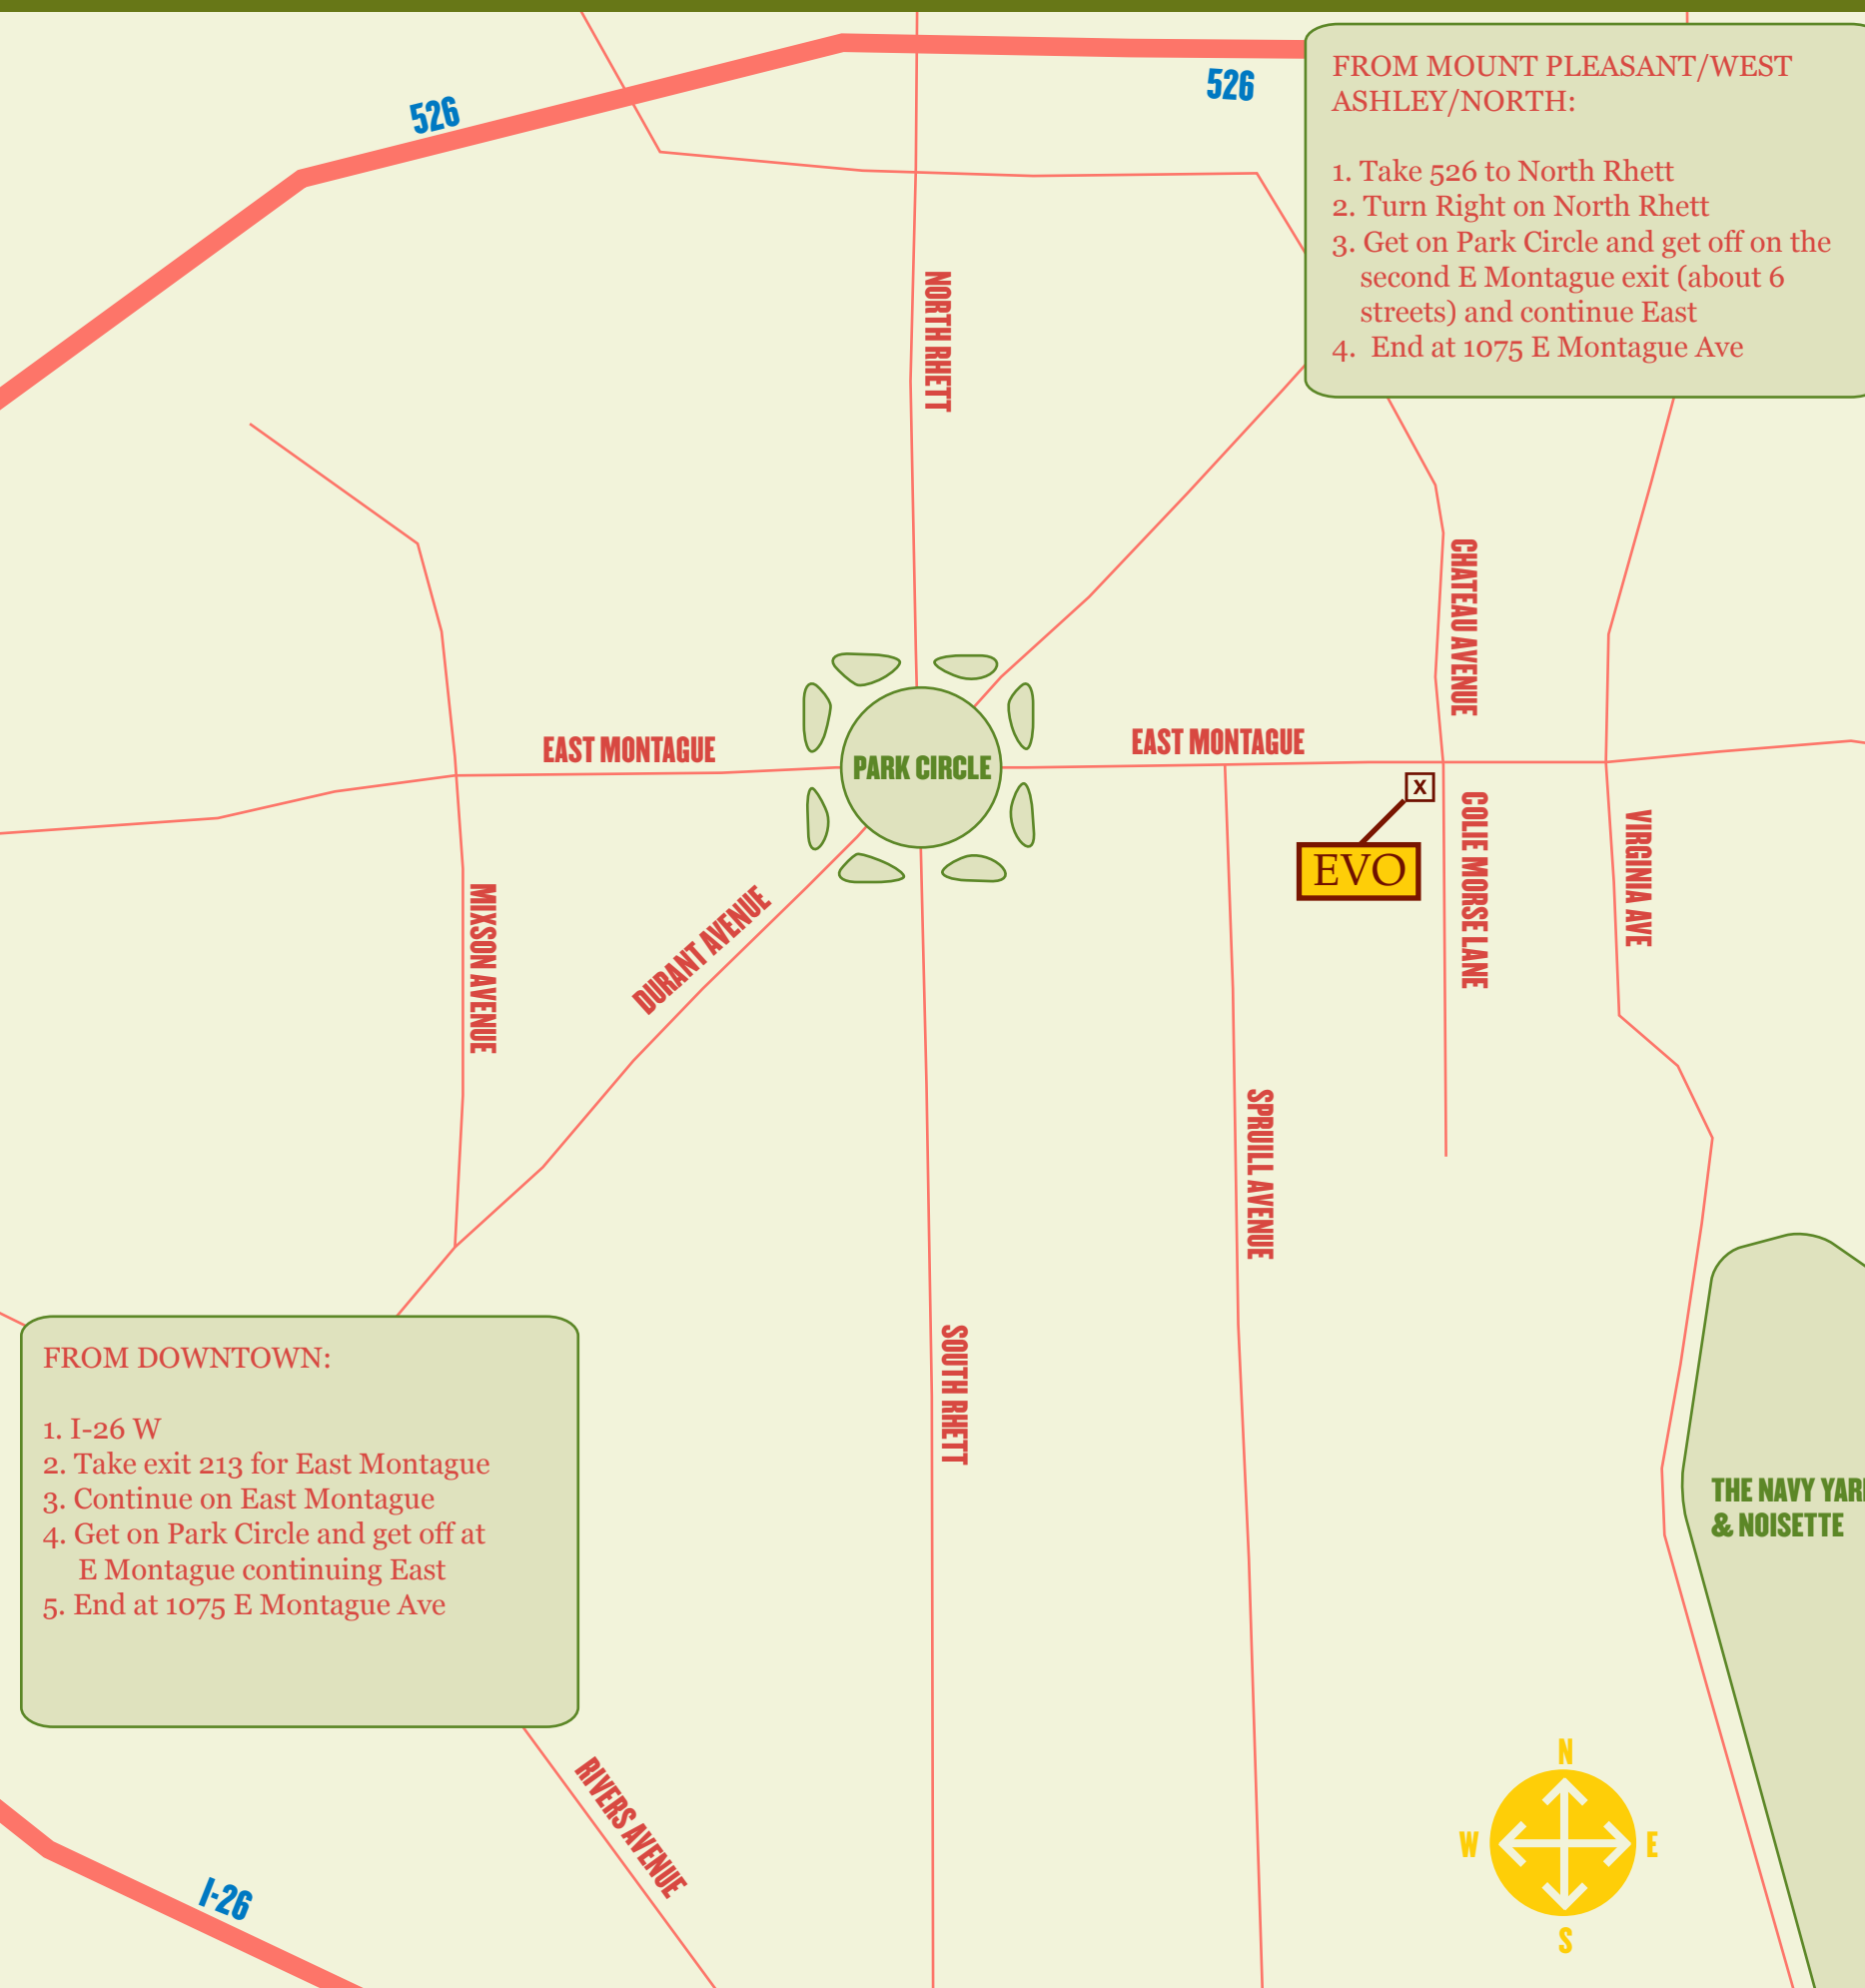 526
526
FROM MOUNT PLEASANT/WEST
ASHLEY/NORTH:
1. Take 526 to North Rhett
2. Turn Right on North Rhett
3. Get on Park Circle and get off on the
second E Montague exit (about 6
streets) and continue East
4. End at 1075 E Montague Ave
NORTH RHETT
CHATEAU AVENUE
EAST MONTAGUE
PARK CIRCLE
EAST MONTAGUE
X
EVO
COLIE MORSE LANE
VIRGINIA AVE
MIXSON AVENUE
DURANT AVENUE
SPRUILL AVENUE
SOUTH RHETT
FROM DOWNTOWN:
1. I-26 W
2. Take exit 213 for East Montague
3. Continue on East Montague
4. Get on Park Circle and get off at
E Montague continuing East
5. End at 1075 E Montague Ave
THE NAVY YAR
& NOISETTE
RIVERS AVENUE
I-26
N
W
E
S